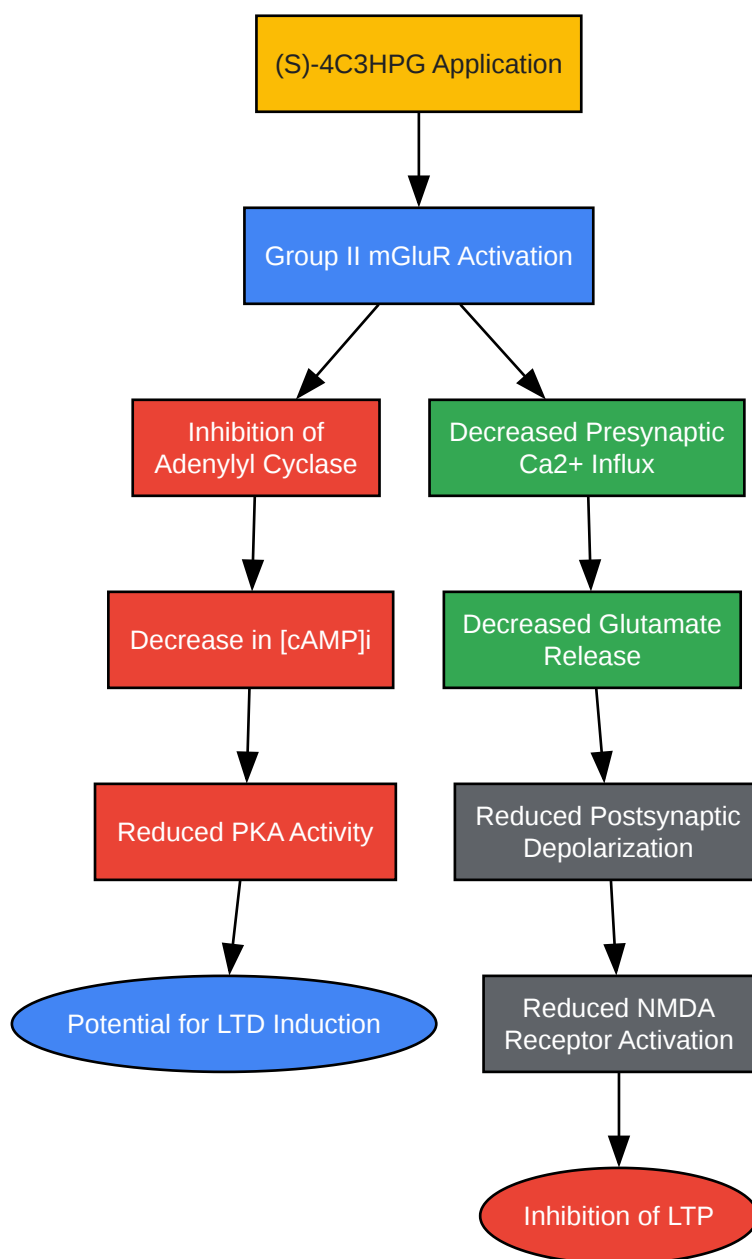 (S)-4C3HPG Application
Group II mGluR Activation
Inhibition of
Adenylyl Cyclase
Decreased Presynaptic
Ca2+ Influx
Decrease in [cAMP]i
Decreased Glutamate
Release
Reduced PKA Activity
Reduced Postsynaptic
Depolarization
Potential for LTD Induction
Reduced NMDA
Receptor Activation
Inhibition of LTP